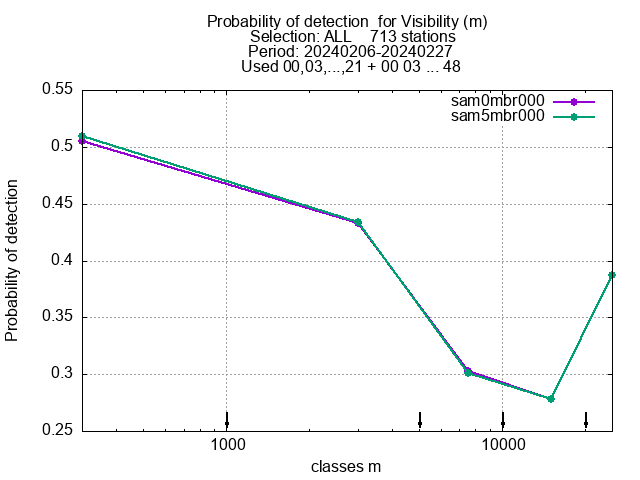 Probability of detection  for Visibility (m)
Selection: ALL    713 stations
Period: 20240206-20240227
Used 00,03,...,21 + 00 03 ... 48
sam0mbr000
sam5mbr000
0.55
0.5
0.45
0.4
0.35
0.3
0.25
Probability of detection
1000
10000
classes m